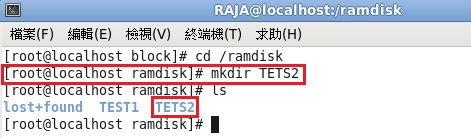 RAJA@localhost:/ramdisk
檔案(F) 編輯(E) 檢視(V) 終端機(T) 求助(H)
[root@localhost block]# cd /ramdisk
[root@localhost ramdisk]# mkdir TETS2
[root@localhost ramdisk]# ls
lost+found TEST1 TETS2
[root@localhost ramdisk]#